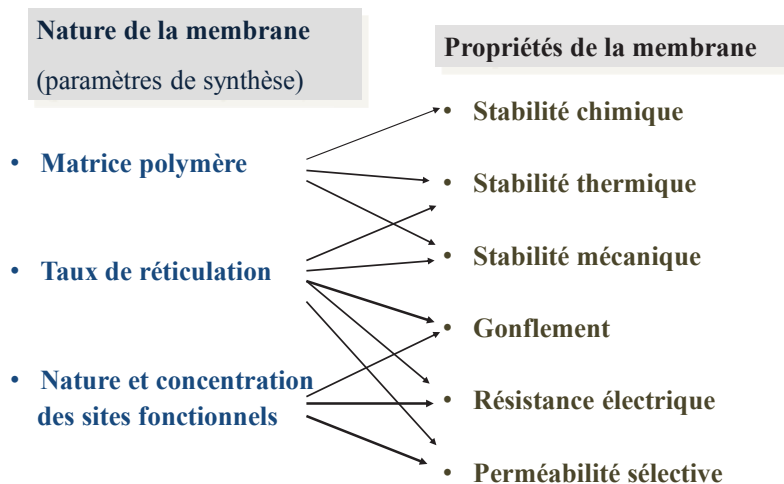 Nature de la membrane
(paramètres de synthèse)
• Matrice polymère
• Taux de réticulation
• Nature et concentration
des sites fonctionnels
Propriétés de la membrane
• Stabilité chimique
• Stabilité thermique
• Stabilité mécanique
• Gonflement
• Résistance électrique
• Perméabilité sélective